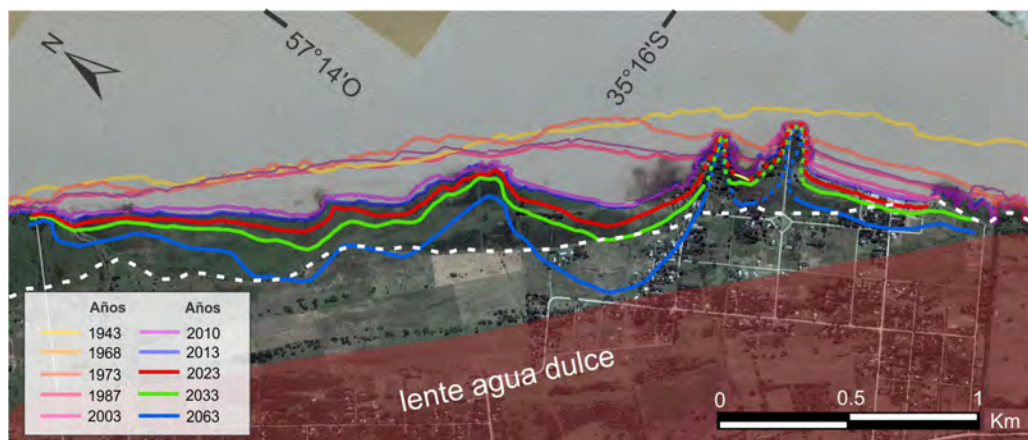 N
57°14'O
35°16'S
lente agua dulce
Años Años
1943 2010
1968 2013
1973 2023
1987 2033
2003 2063
0 0.5 1
Km